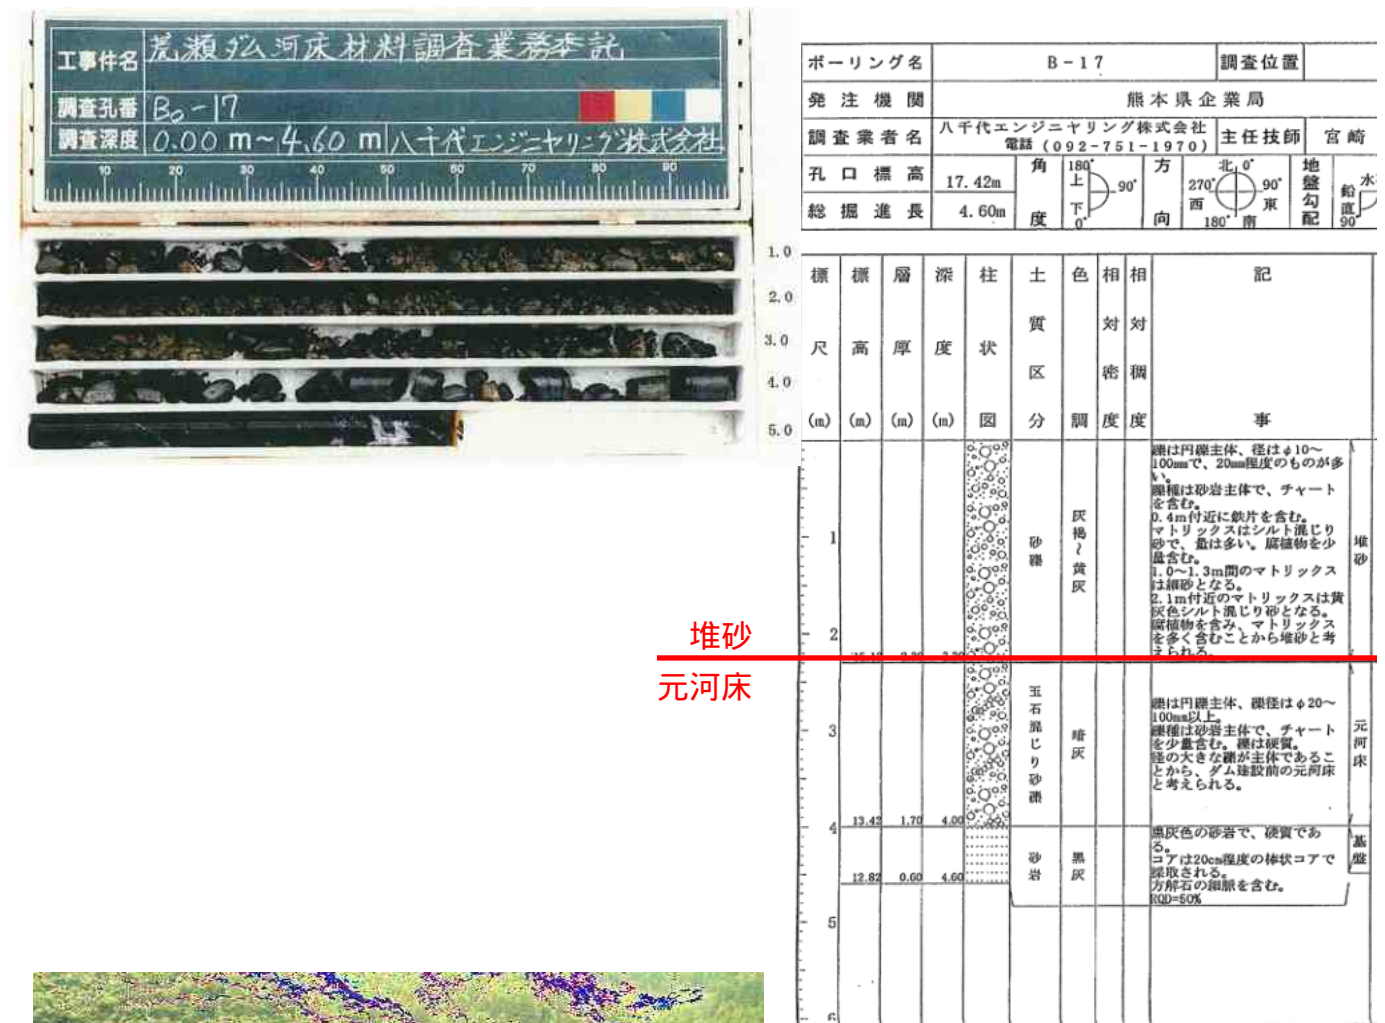 工事件名 荒瀬ダム河床材料調査業務委託
調査孔番 Bo-17
調査深度 0.00 m~4.60 m 八千代エンジニヤリング株式会社
10 20 30 40 50 60 70 80 90
1.0
2.0
3.0
4.0
5.0
堆砂
元河床
ボーリング名 B-17 調査位置
発注機関 熊本県企業局
調査業者名 八千代エンジニヤリング株式会社 電話(092-751-1970) 主任技師 宮崎
孔口標高 17.42m 角度 180° 上 下 0° 90° 方向 北 0° 90° 東 180° 南 270° 西 地盤勾配 鉛直 90° 水
総掘進長 4.60m
標尺(m) 標高(m) 層厚(m) 深度(m) 柱状図 土質区分 色調 相対密度 相対稠度 記事
1
2
3
4
5
6
砂礫
灰褐~黄灰
礫は円礫主体、径はφ10~
100mmで、20mm程度のものが多
い。
礫種は砂岩主体で、チャート
を含む。
0.4m付近に鉄片を含む。
マトリックスはシルト混じり
砂で、量は多い。腐植物を少
量含む。
1.0~1.3m間のマトリックス
は細砂となる。
2.1m付近のマトリックスは黄
灰色シルト混じり砂となる。
腐植物を含み、マトリックス
を多く含むことから堆砂と考
えられる。
堆砂
玉石混じり砂礫
暗灰
礫は円礫主体、礫径はφ20~
100mm以上。
礫種は砂岩主体で、チャート
を少量含む。礫は硬質。
径の大きな礫が主体であるこ
とから、ダム建設前の元河床
と考えられる。
元河床
13.42 1.70 4.00
砂岩
黒灰
黒灰色の砂岩で、硬質であ
る。
コアは20cm程度の棒状コアで
採取される。
方解石の細脈を含む。
RQD=50%
基盤
12.82 0.60 4.60